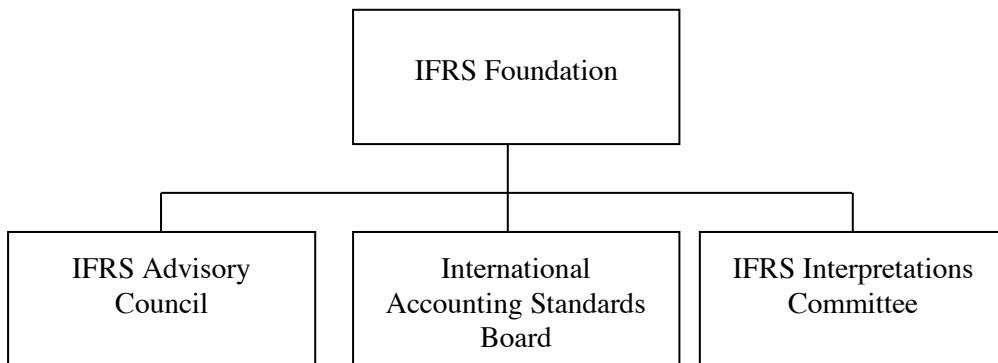 IFRS Foundation
IFRS Advisory
Council
International
Accounting Standards
Board
IFRS Interpretations
Committee